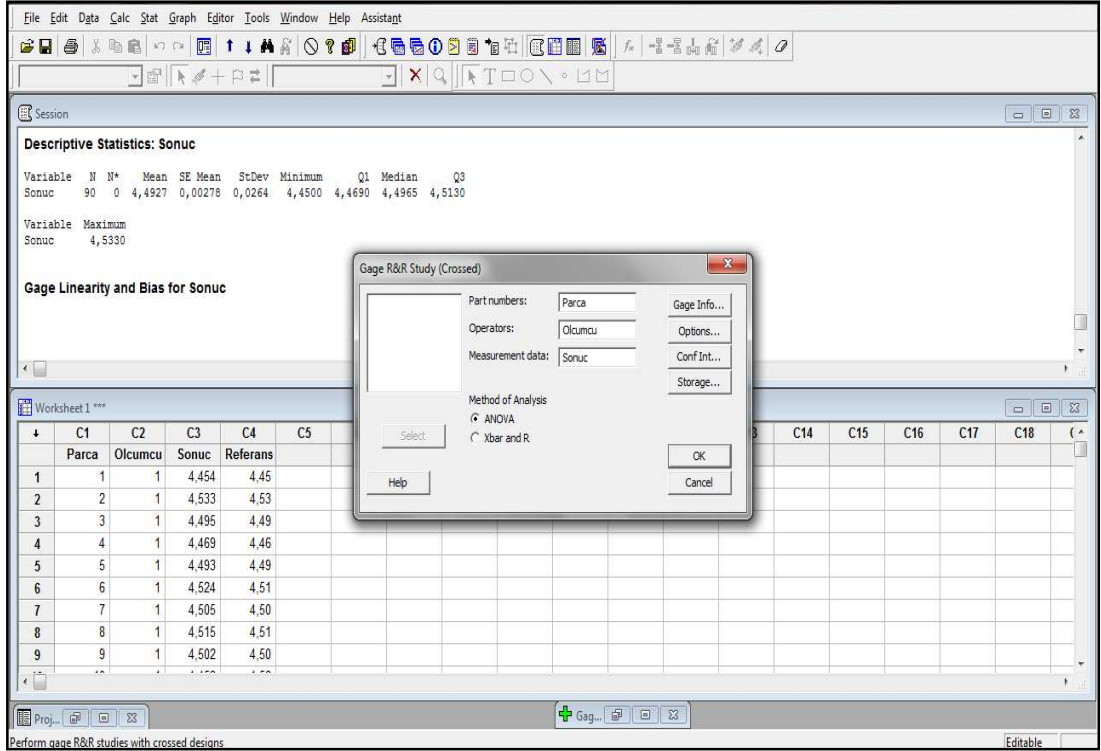 File Edit Data Calc Stat Graph Editor Tools Window Help Assistant
Session
Descriptive Statistics: Sonuc
Variable N N* Mean SE Mean StDev Minimum Q1 Median Q3
Sonuc 90 0 4,4927 0,00278 0,0264 4,4500 4,4690 4,4965 4,5130
Variable Maximum
Sonuc 4,5330
Gage Linearity and Bias for Sonuc
Gage R&R Study (Crossed)
Part numbers: Parca
Operators: Olcumcu
Measurement data: Sonuc
Method of Analysis
ANOVA
Xbar and R
Gage Info...
Options...
Conf Int...
Storage...
Select
Help
OK
Cancel
Worksheet 1 ***
C1 C2 C3 C4 C5 C14 C15 C16 C17 C18
Parca Olcumcu Sonuc Referans
1 1 1 4,454 4,45
2 2 1 4,533 4,53
3 3 1 4,495 4,49
4 4 1 4,469 4,46
5 5 1 4,493 4,49
6 6 1 4,524 4,51
7 7 1 4,505 4,50
8 8 1 4,515 4,51
9 9 1 4,502 4,50
Proj... Gag...
Perform gage R&R studies with crossed designs Editable